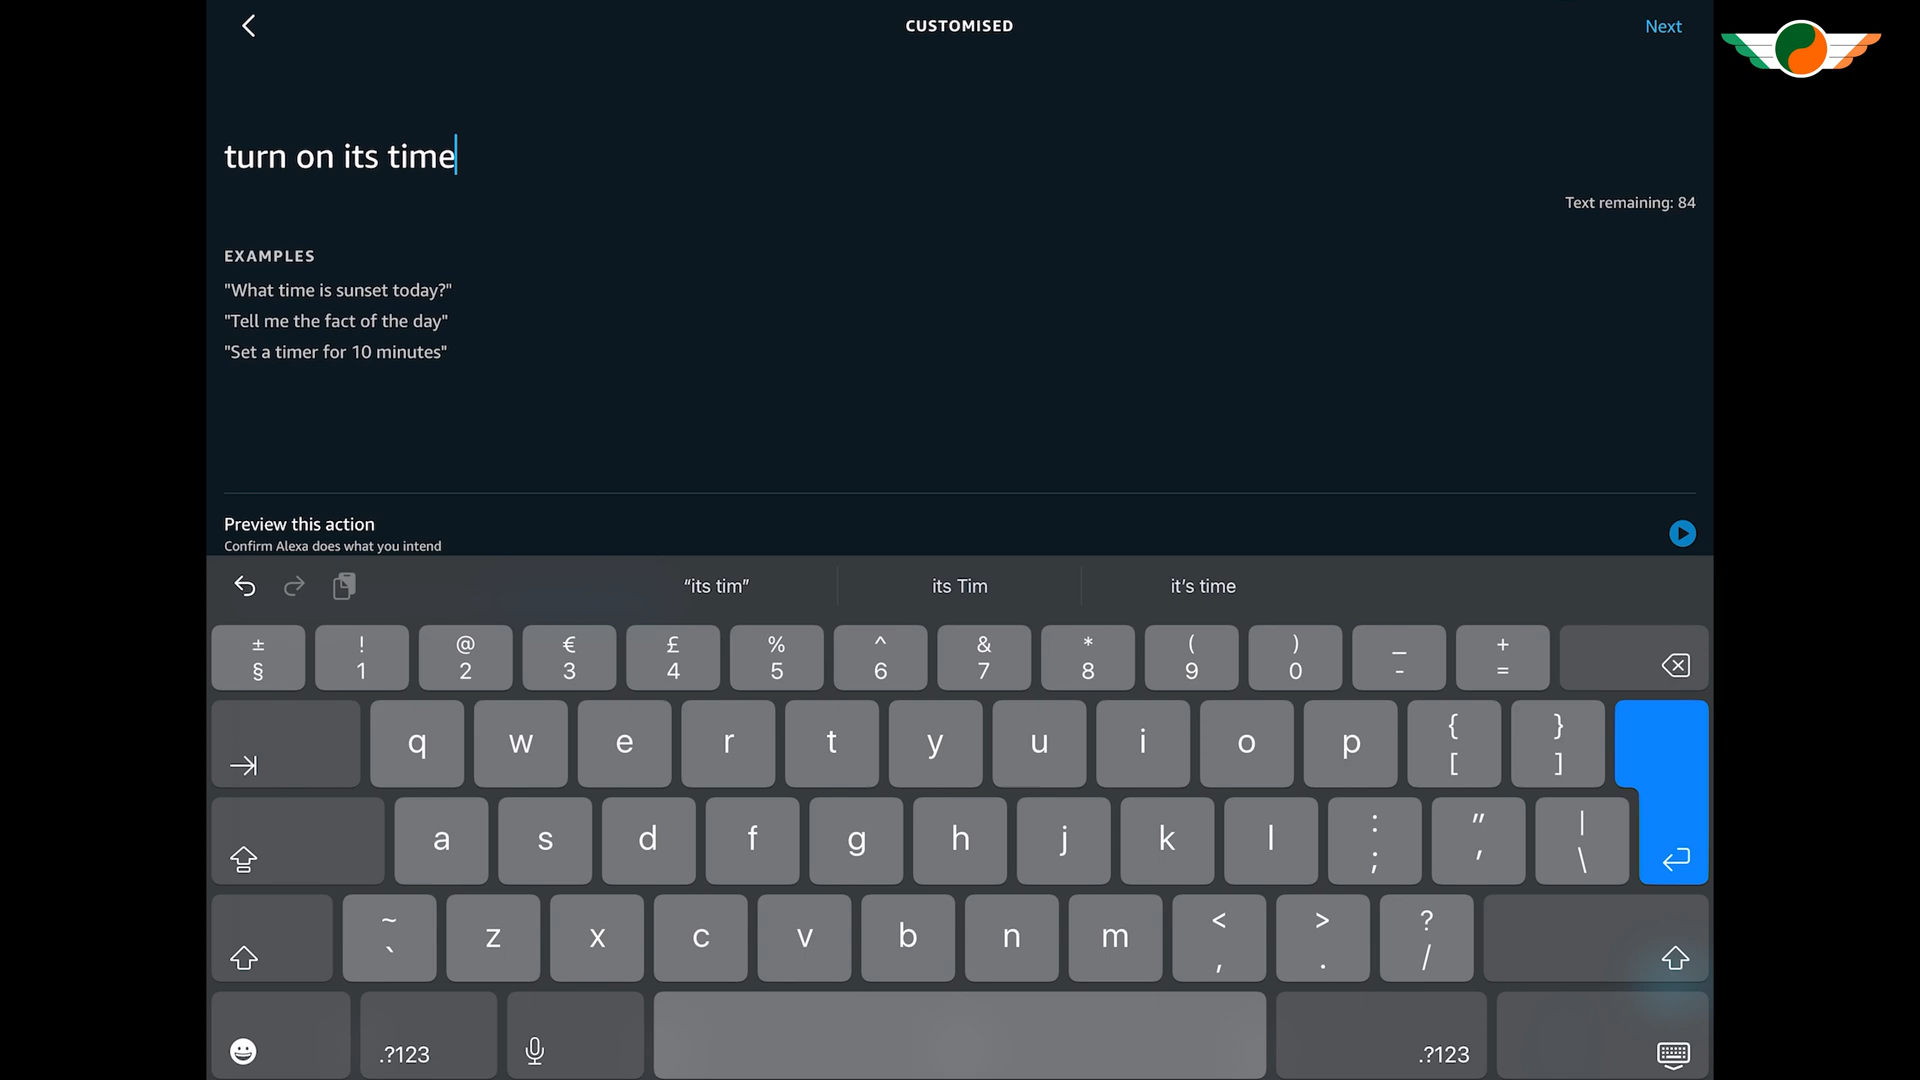 CUSTOMISED
Next
turn on its time
Text remaining: 84
EXAMPLES
"What time is sunset today?"
"Tell me the fact of the day"
"Set a timer for 10 minutes"
Preview this action
Confirm Alexa does what you intend
“its tim” its Tim it’s time
± ! @ € £ % ^ & * ( ) _ +
§ 1 2 3 4 5 6 7 8 9 0 - =
q w e r t y u i o p { }
[ ]
a s d f g h j k l : " |
; ' \
~ z x c v b n m < > ?
` , . /
.?123 .?123